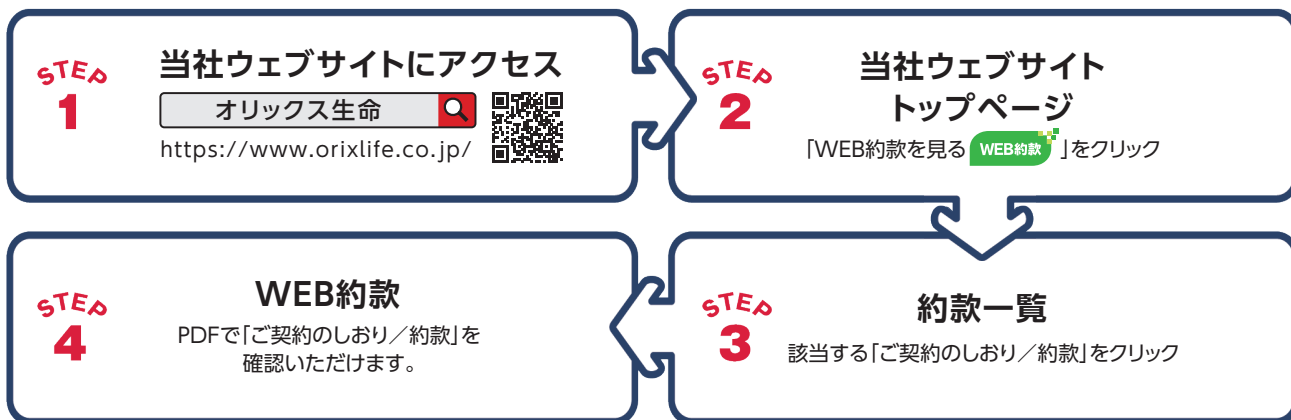 STEP
1
当社ウェブサイトにアクセス
オリックス生命
https://www.orixlife.co.jp/
STEP
2
当社ウェブサイト
トップページ
「WEB約款を見る WEB約款 」をクリック
STEP
3
約款一覧
該当する「ご契約のしおり／約款」をクリック
STEP
4
WEB約款
PDFで「ご契約のしおり／約款」を
確認いただけます。